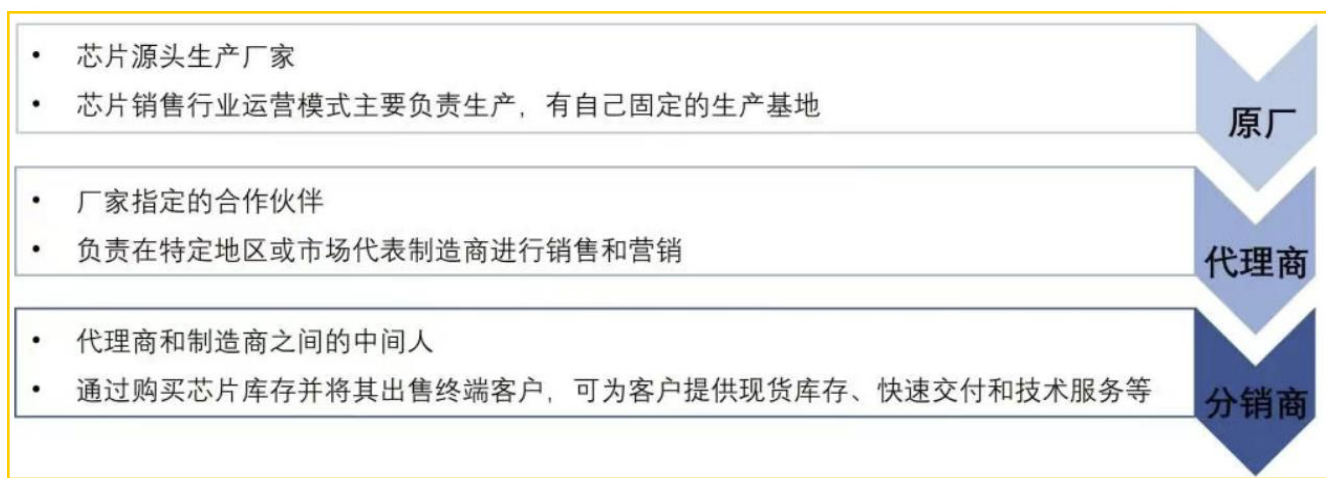 • 芯片源头生产厂家
• 芯片销售行业运营模式主要负责生产，有自己固定的生产基地
原厂
• 厂家指定的合作伙伴
• 负责在特定地区或市场代表制造商进行销售和营销
代理商
• 代理商和制造商之间的中间人
• 通过购买芯片库存并将其出售终端客户，可为客户提供现货库存、快速交付和技术服务等
分销商